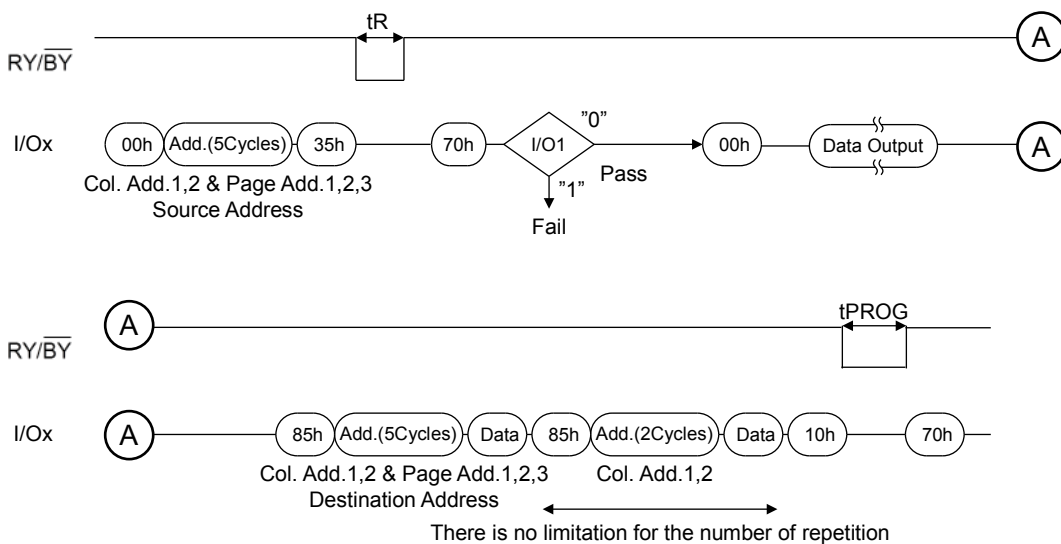 tR
RY/BY
A
I/Ox
00h Add.(5Cycles) 35h 70h I/O1 "0" Pass 00h Data Output A
"1"
Fail
Col. Add.1,2 & Page Add.1,2,3
Source Address
A
tPROG
RY/BY
I/Ox
A 85h Add.(5Cycles) Data 85h Add.(2Cycles) Data 10h 70h
Col. Add.1,2 & Page Add.1,2,3 Col. Add.1,2
Destination Address
There is no limitation for the number of repetition